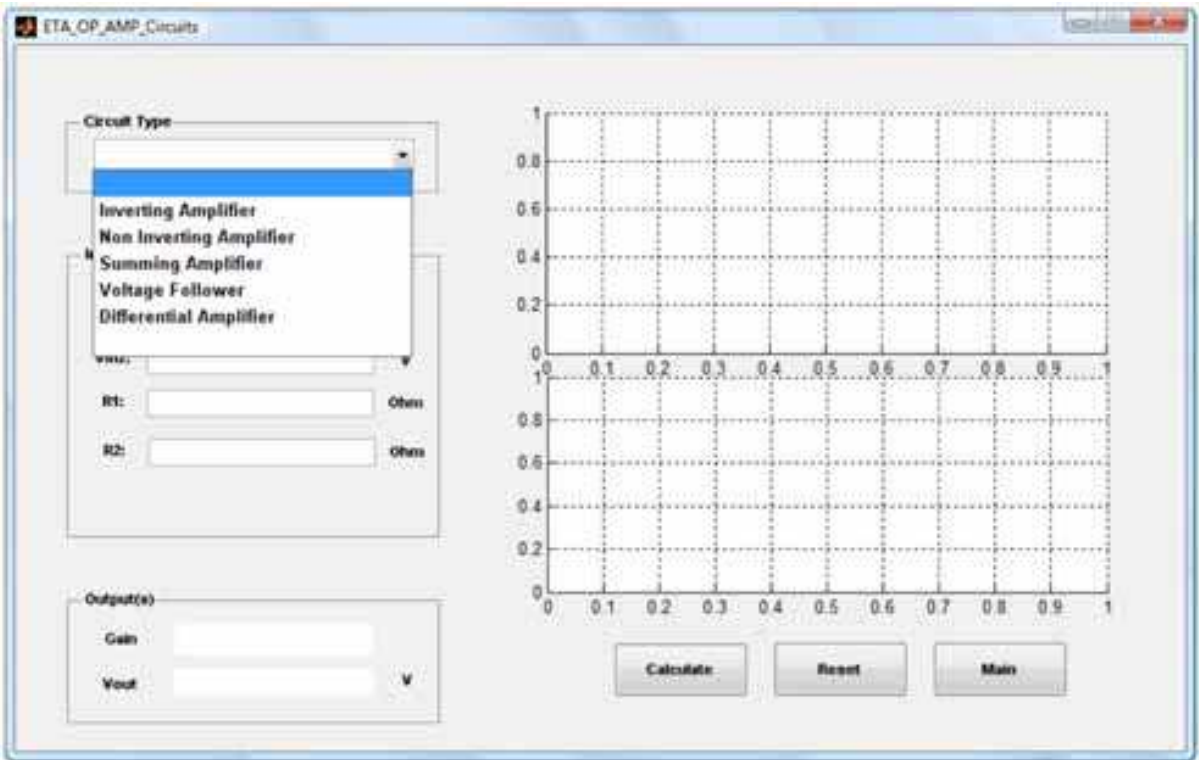 ETA_OP_AMP_Circuits
Circuit Type
Inverting Amplifier
Non Inverting Amplifier
Summing Amplifier
Voltage Follower
Differential Amplifier
V
R1: Ohm
R2: Ohm
Output(s)
Gain
Vout V
1
0.8
0.6
0.4
0.2
0
0 0.1 0.2 0.3 0.4 0.5 0.6 0.7 0.8 0.9 1
1
0.8
0.6
0.4
0.2
0
0 0.1 0.2 0.3 0.4 0.5 0.6 0.7 0.8 0.9 1
Calculate Reset Main